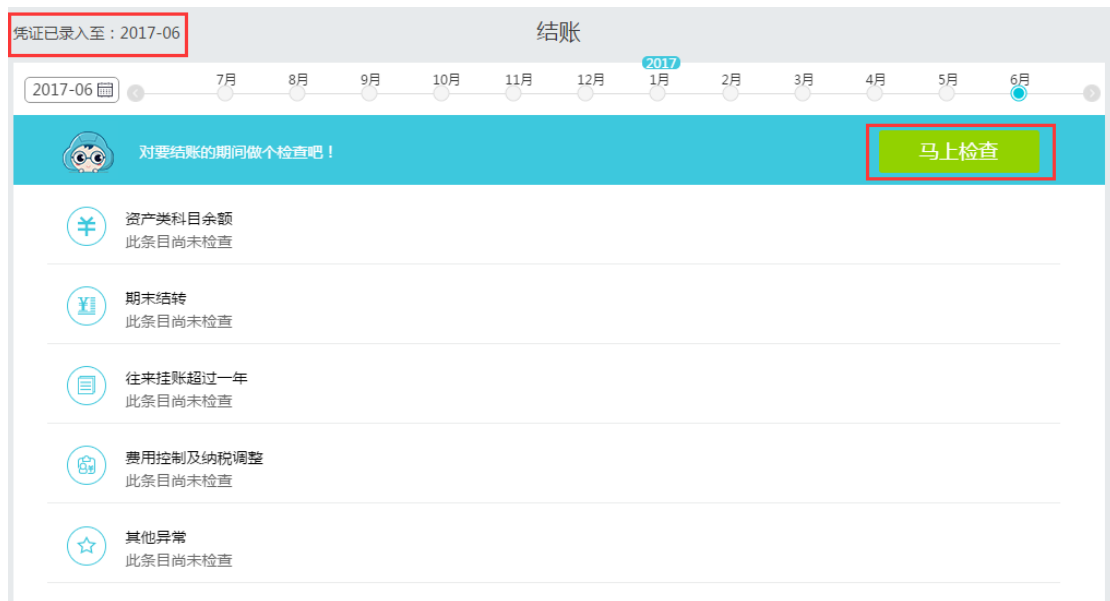 凭证已录入至：2017-06
结账
2017
2017-06 7月 8月 9月 10月 11月 12月 1月 2月 3月 4月 5月 6月
对要结账的期间做个检查吧！
马上检查
资产类科目余额
此条目尚未检查
期末结转
此条目尚未检查
往来挂账超过一年
此条目尚未检查
费用控制及纳税调整
此条目尚未检查
其他异常
此条目尚未检查